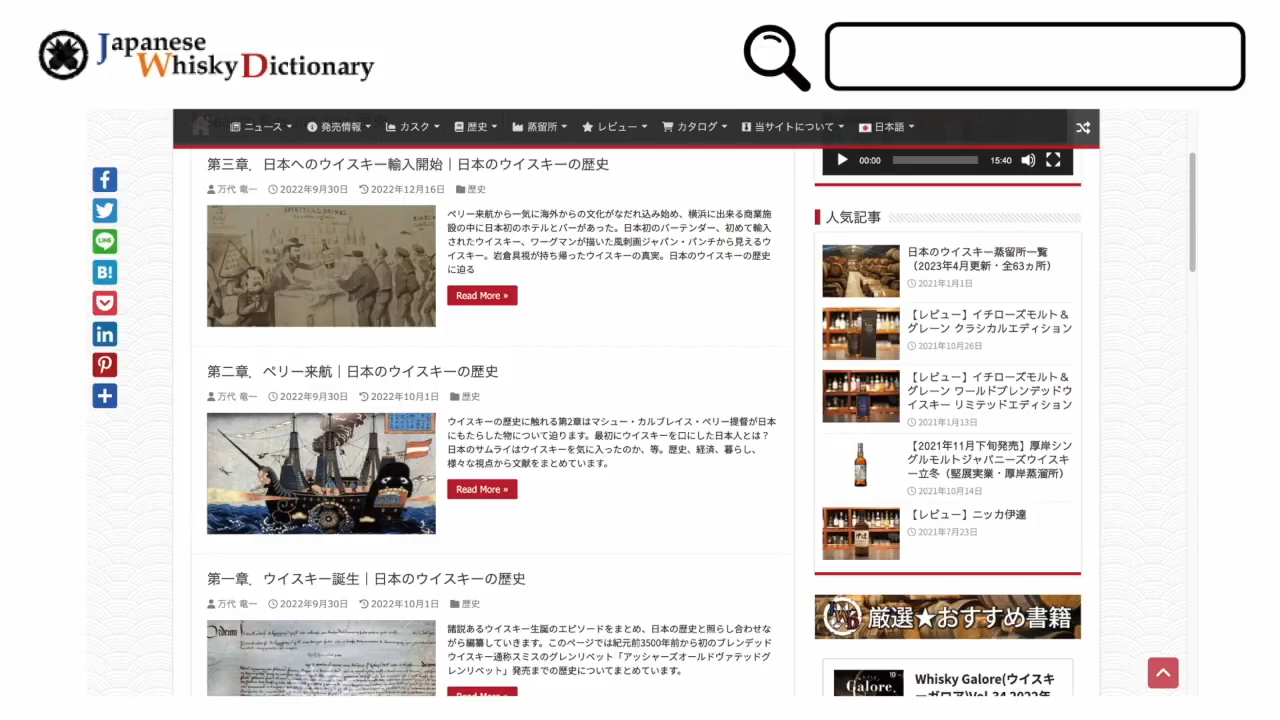 Japanese
Whisky Dictionary
ニュース 発売情報 カスク 歴史 蒸留所 レビュー カタログ 当サイトについて 日本語
第三章．日本へのウイスキー輸入開始｜日本のウイスキーの歴史
万代 竜一 2022年9月30日 2022年12月16日 歴史
ペリー来航から一気に海外からの文化がなだれ込み始め、横浜に出来る商業施
設の中に日本初のホテルとバーがあった。日本初のバーテンダー、初めて輸入
されたウイスキー、ワーグマンが描いた風刺画ジャパン・パンチから見えるウ
イスキー。岩倉具視が持ち帰ったウイスキーの真実。日本のウイスキーの歴史
に迫る
Read More »
第二章．ペリー来航｜日本のウイスキーの歴史
万代 竜一 2022年9月30日 2022年10月1日 歴史
ウイスキーの歴史に触れる第2章はマシュー・カルブレイス・ペリー提督が日本
にもたらした物について迫ります。最初にウイスキーを口にした日本人とは？
日本のサムライはウイスキーを気に入ったのか、等。歴史、経済、暮らし、
様々な視点から文献をまとめています。
Read More »
第一章．ウイスキー誕生｜日本のウイスキーの歴史
万代 竜一 2022年9月30日 2022年10月1日 歴史
諸説あるウイスキー生誕のエピソードをまとめ、日本の歴史と照らし合わせな
がら編纂していきます。このページでは紀元前3500年前から初のブレンデッド
ウイスキー通称スミスのグレンリベット「アッシャーズオールドヴァテッドグ
レンリベット」発売までの歴史についてまとめています。
Read More »
00:00 15:40
人気記事
日本のウイスキー蒸留所一覧
（2023年4月更新・全63ヵ所）
2021年1月1日
【レビュー】イチローズモルト＆
グレーン クラシカルエディション
2021年10月26日
【レビュー】イチローズモルト＆
グレーン ワールドブレンデッドウ
イスキー リミテッドエディション
2021年1月13日
【2021年11月下旬発売】厚岸シン
グルモルトジャパニーズウイスキ
ー立冬（堅展実業・厚岸蒸溜所）
2021年10月14日
【レビュー】ニッカ伊達
2021年7月23日
厳選★おすすめ書籍
Galore
Whisky Galore(ウイスキ
ーガロア)Vol.34 2022年